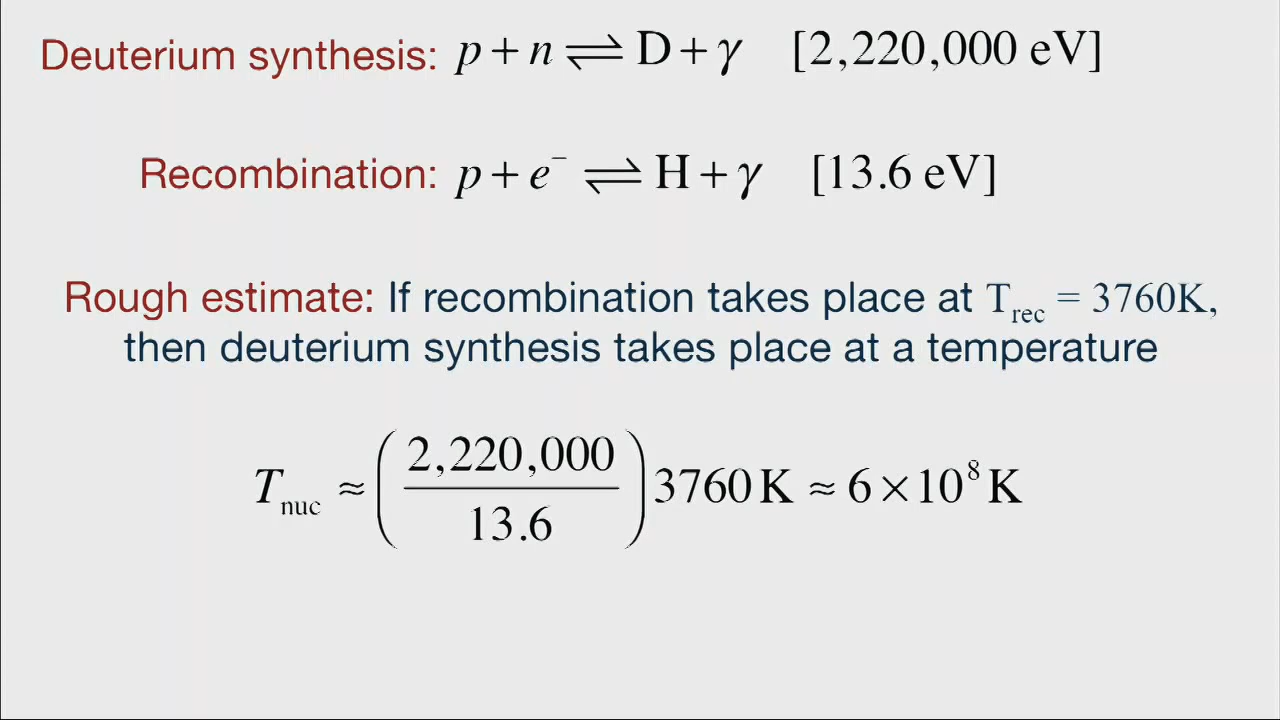 Deuterium synthesis: p + n ⇌ D + γ [2,220,000 eV]
Recombination: p + e⁻ ⇌ H + γ [13.6 eV]
Rough estimate: If recombination takes place at T_rec = 3760K,
then deuterium synthesis takes place at a temperature
T_nuc ≈ (2,220,000 / 13.6) 3760 K ≈ 6 × 10⁸ K